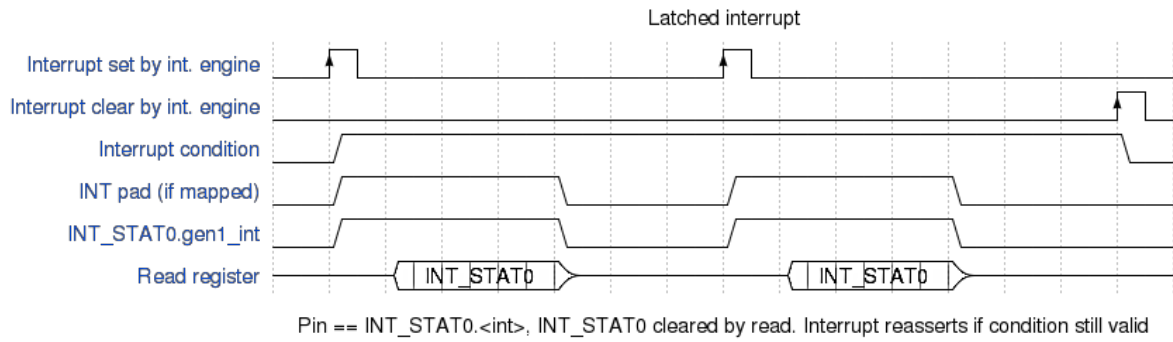 Latched interrupt
Interrupt set by int. engine
Interrupt clear by int. engine
Interrupt condition
INT pad (if mapped)
INT_STAT0.gen1_int
Read register INT_STAT0 INT_STAT0
Pin == INT_STAT0.<int>, INT_STAT0 cleared by read. Interrupt reasserts if condition still valid